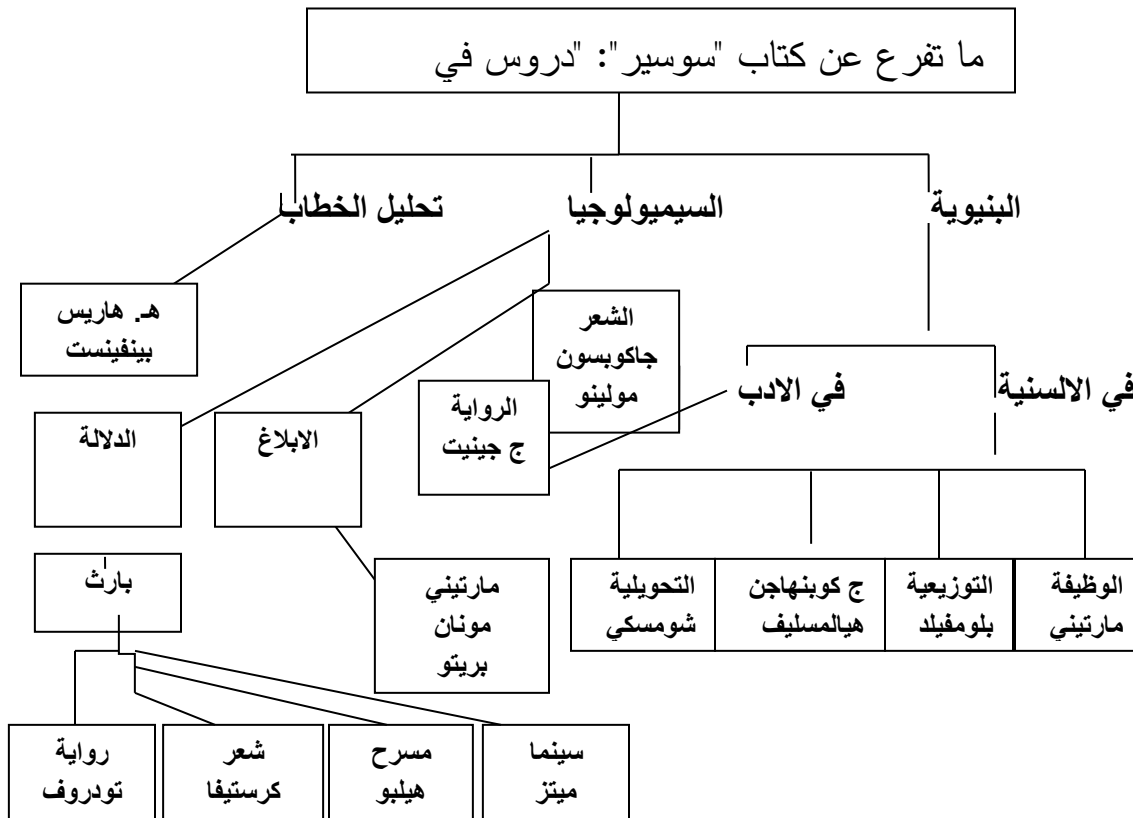 ما تفرع عن كتاب "سوسير": "دروس في
البنيوية
السيميولوجيا
تحليل الخطاب
هـ. هاريس
بينفينست
الشعر
جاكوبسون
مولينو
الرواية
ج جينيت
في الادب
في الالسنية
الدلالة
الابلاغ
بارث
مارتيني
مونان
بريتو
الوظيفة
مارتيني
التوزيعية
بلومفيلد
ج كوبنهاجن
هيالمسليف
التحويلية
شومسكي
سينما
ميتز
مسرح
هيلبو
شعر
كرستيفا
رواية
تودروف